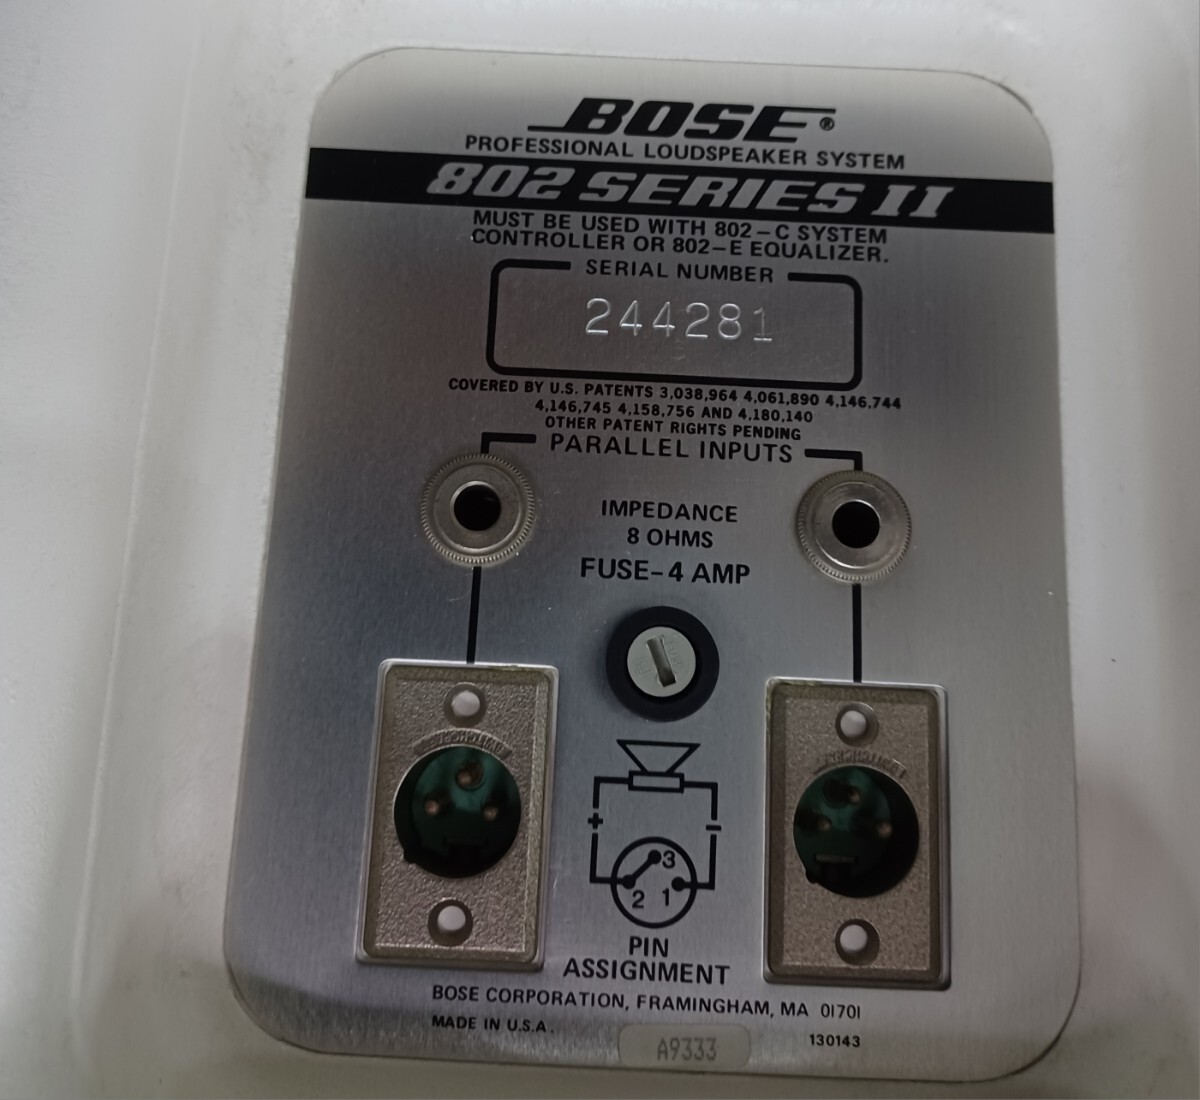 BOSE®
PROFESSIONAL LOUDSPEAKER SYSTEM
802 SERIES II
MUST BE USED WITH 802-C SYSTEM
CONTROLLER OR 802-E EQUALIZER.
SERIAL NUMBER
244281
COVERED BY U.S. PATENTS 3,038,964 4,061,890 4,146,744
4,146,745 4,158,756 AND 4,180,140
OTHER PATENT RIGHTS PENDING
PARALLEL INPUTS
IMPEDANCE
8 OHMS
FUSE-4 AMP
+ -
3
2 1
PIN
ASSIGNMENT
BOSE CORPORATION, FRAMINGHAM, MA 01701
MADE IN U.S.A.
130143
A9333